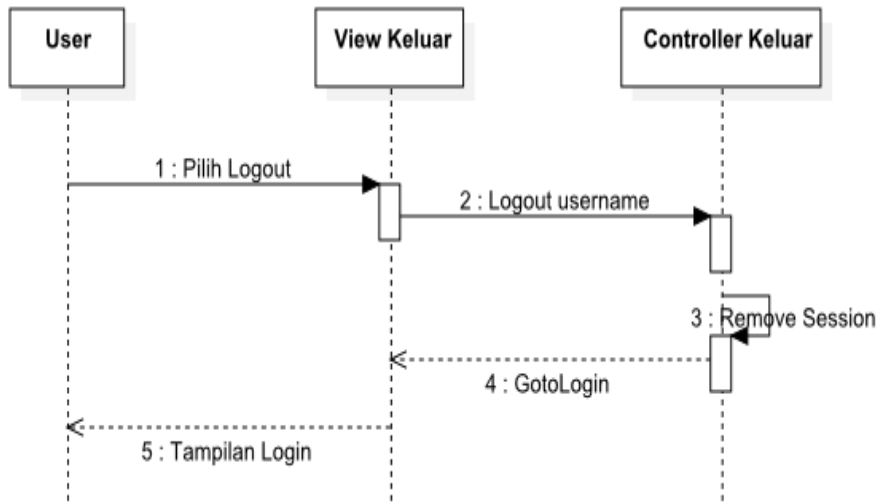 User
View Keluar
Controller Keluar
1 : Pilih Logout
2 : Logout username
3 : Remove Session
4 : GotoLogin
5 : Tampilan Login